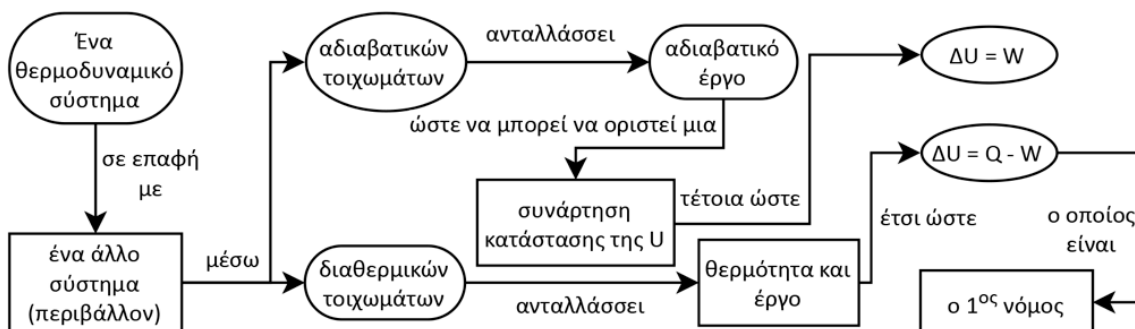 Ένα
θερμοδυναμικό
σύστημα
σε επαφή
με
ένα άλλο
σύστημα
(περιβάλλον)
μέσω
αδιαβατικών
τοιχωμάτων
ανταλλάσσει
αδιαβατικό
έργο
ώστε να μπορεί να οριστεί μια
συνάρτηση
κατάστασης της U
τέτοια ώστε
ΔU = W
διαθερμικών
τοιχωμάτων
ανταλλάσσει
θερμότητα και
έργο
έτσι ώστε
ΔU = Q - W
ο οποίος
είναι
ο 1ος νόμος